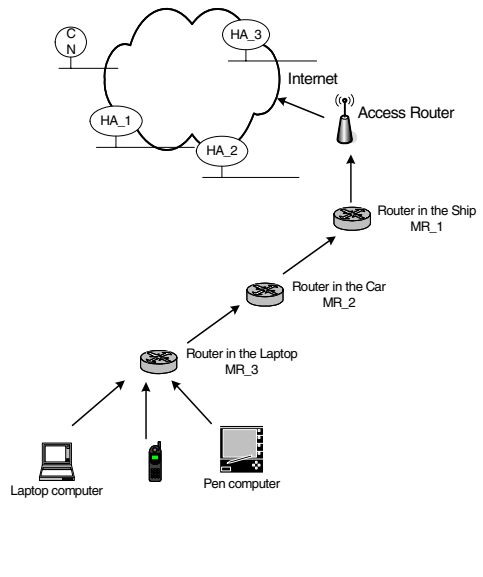 C
N
HA_3
Internet
HA_1
HA_2
Access Router
Router in the Ship
MR_1
Router in the Car
MR_2
Router in the Laptop
MR_3
Laptop computer
Pen computer